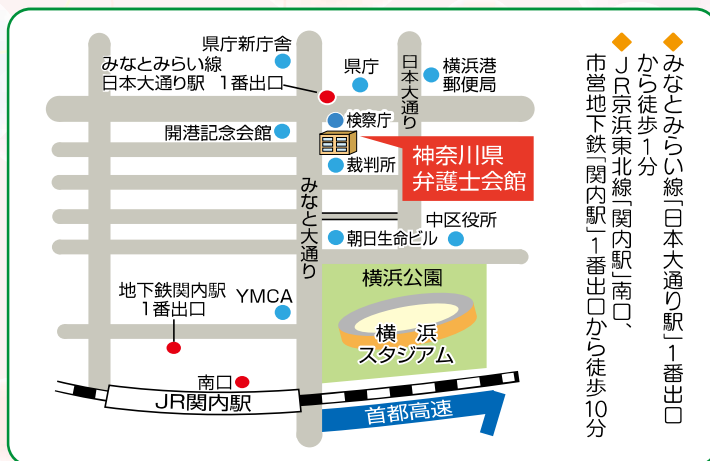 県庁新庁舎
みなとみらい線
日本大通り駅 1番出口
県庁
日本大通り
横浜港
郵便局
検察庁
開港記念会館
神奈川県
弁護士会館
裁判所
みなと大通り
中区役所
朝日生命ビル
横浜公園
地下鉄関内駅
1番出口
YMCA
横 浜
スタジアム
南口
JR関内駅
首都高速
◆みなとみらい線「日本大通り駅」1番出口
から徒歩1分
◆JR京浜東北線「関内駅」南口、
市営地下鉄「関内駅」1番出口から徒歩10分